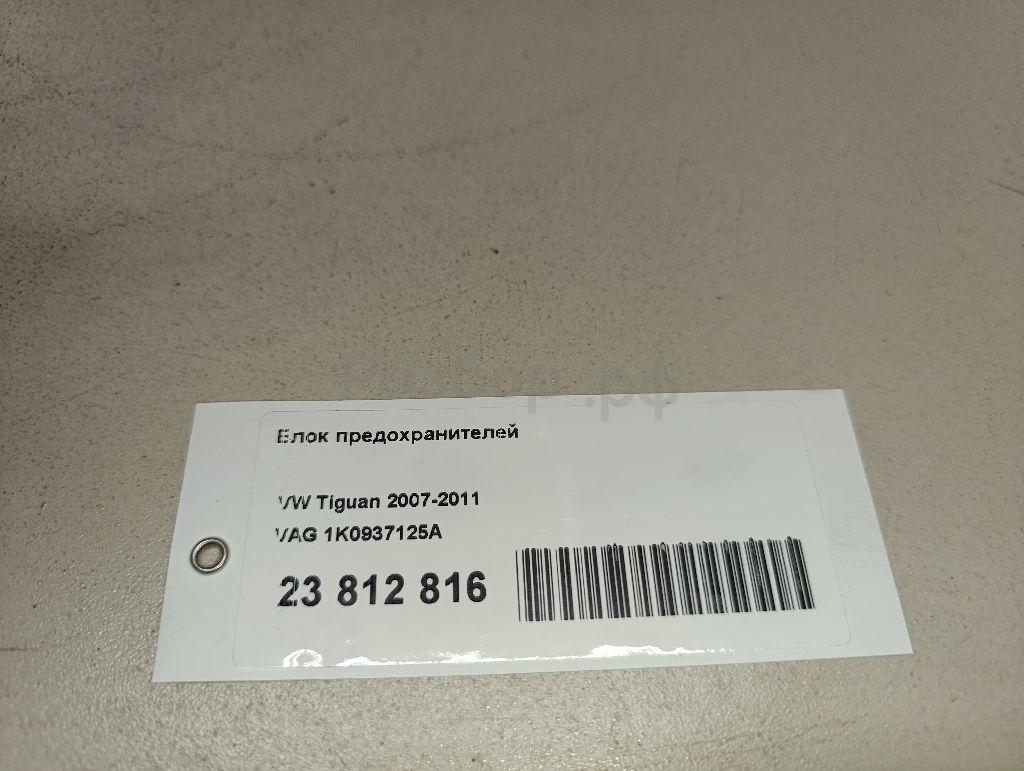 Блок предохранителей
VW Tiguan 2007-2011
VAG 1K0937125A
23 812 816